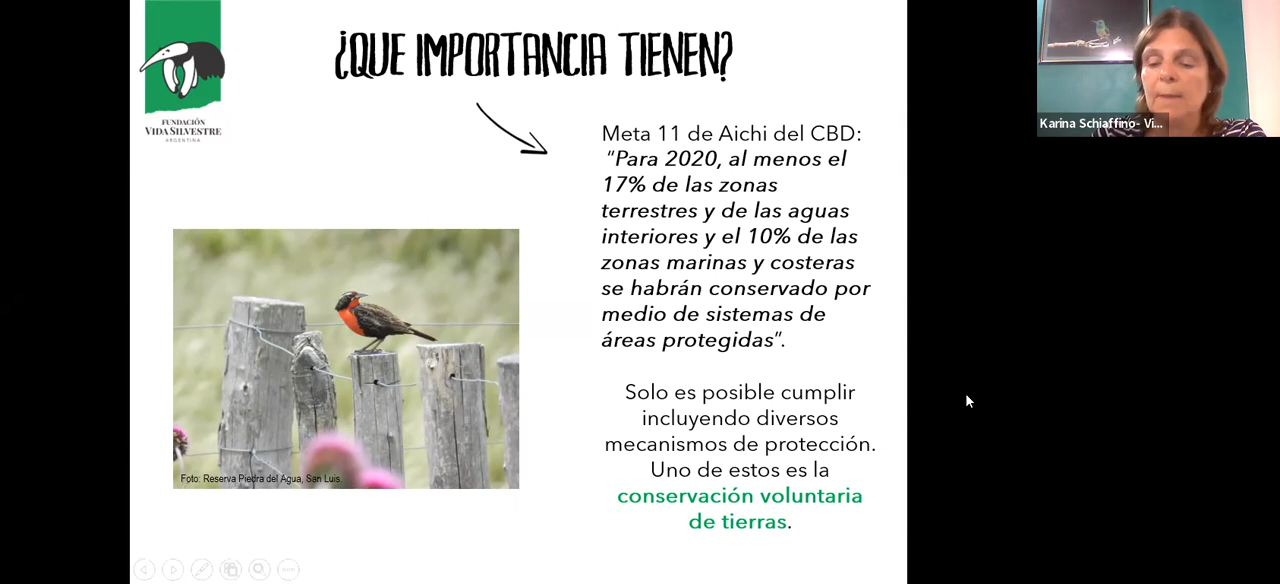 ¿QUE IMPORTANCIA TIENEN?
FUNDACIÓN
VIDA SILVESTRE
ARGENTINA
Meta 11 de Aichi del CBD:
“Para 2020, al menos el
17% de las zonas
terrestres y de las aguas
interiores y el 10% de las
zonas marinas y costeras
se habrán conservado por
medio de sistemas de
áreas protegidas”.
Solo es posible cumplir
incluyendo diversos
mecanismos de protección.
Uno de estos es la
conservación voluntaria
de tierras.
Foto: Reserva Piedra del Agua, San Luis.
Karina Schiaffino- Vi...